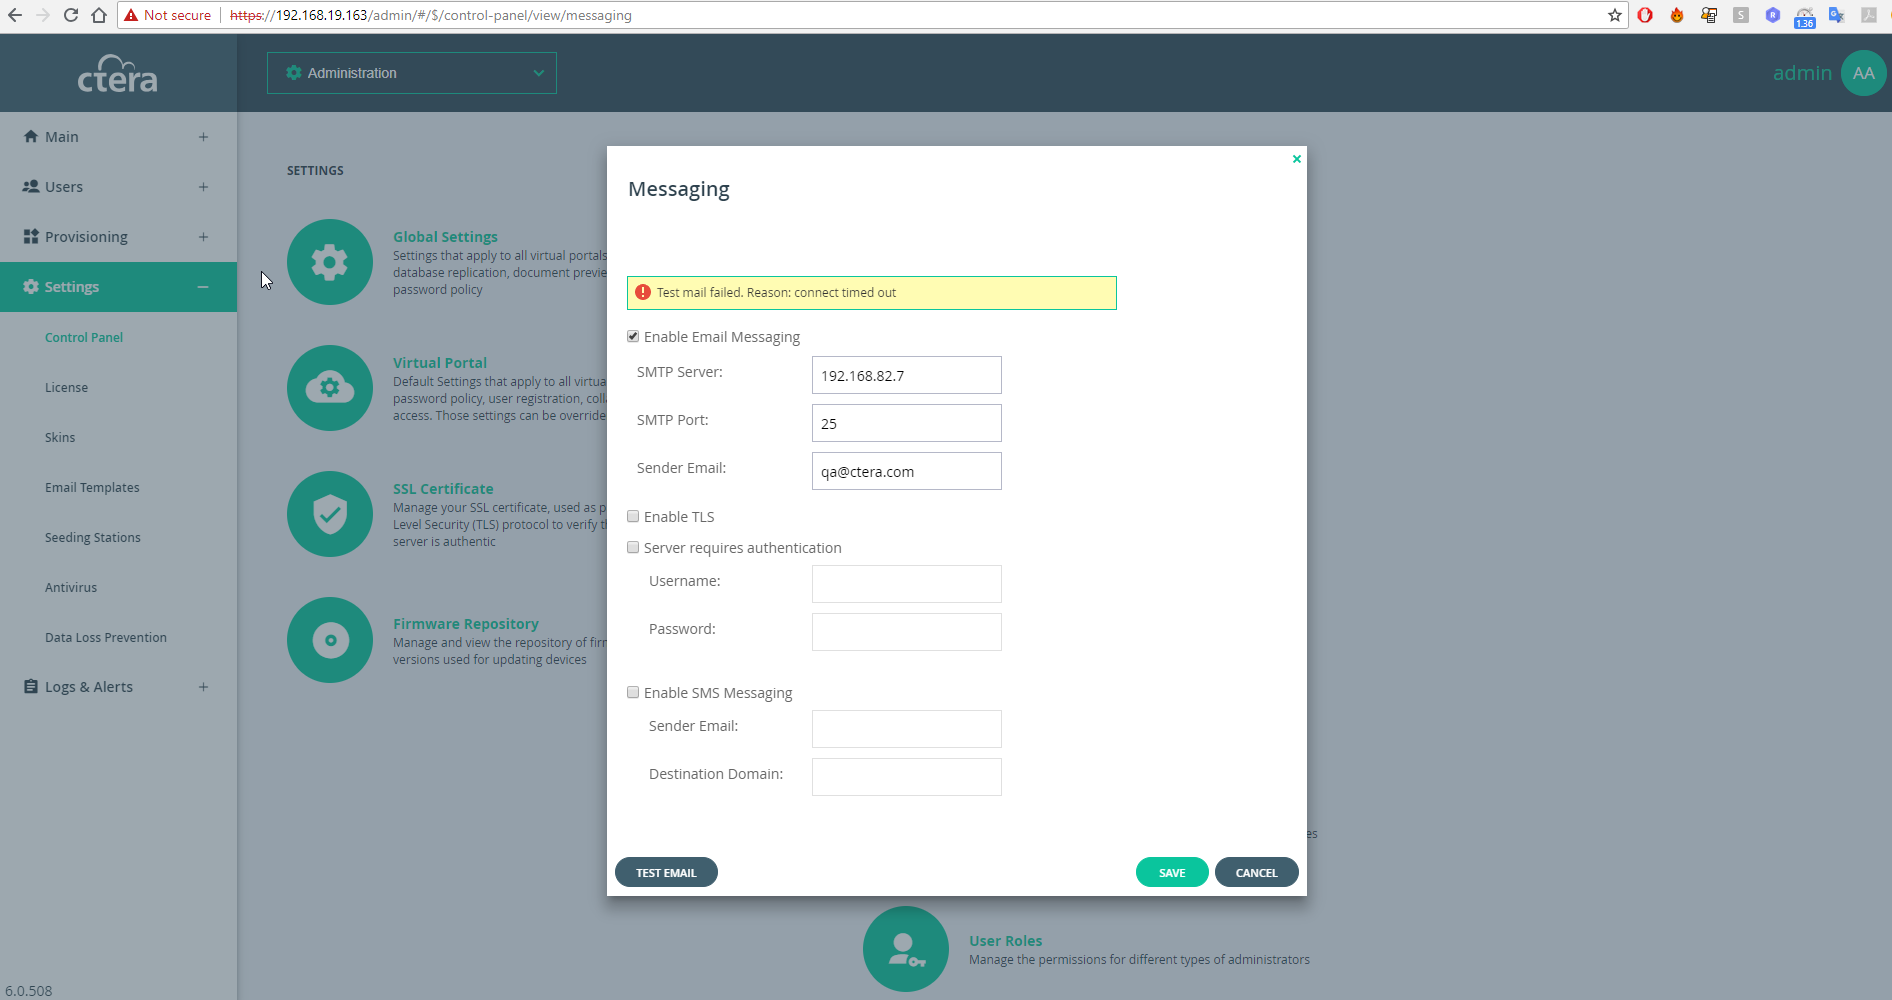 Not secure | https://192.168.19.163/admin/#/$/control-panel/view/messaging
S
R
1.36
G
ctera
Administration
admin
AA
Main
Users
Provisioning
Settings
Control Panel
License
Skins
Email Templates
Seeding Stations
Antivirus
Data Loss Prevention
Logs & Alerts
6.0.508
SETTINGS
Global Settings
Settings that apply to all virtual portals
database replication, document previe
password policy
Virtual Portal
Default Settings that apply to all virtua
password policy, user registration, coll
access. Those settings can be override
SSL Certificate
Manage your SSL certificate, used as p
Level Security (TLS) protocol to verify t
server is authentic
Firmware Repository
Manage and view the repository of firr
versions used for updating devices
Messaging
Test mail failed. Reason: connect timed out
Enable Email Messaging
SMTP Server:
192.168.82.7
SMTP Port:
25
Sender Email:
qa@ctera.com
Enable TLS
Server requires authentication
Username:
Password:
Enable SMS Messaging
Sender Email:
Destination Domain:
TEST EMAIL
SAVE
CANCEL
es
User Roles
Manage the permissions for different types of administrators